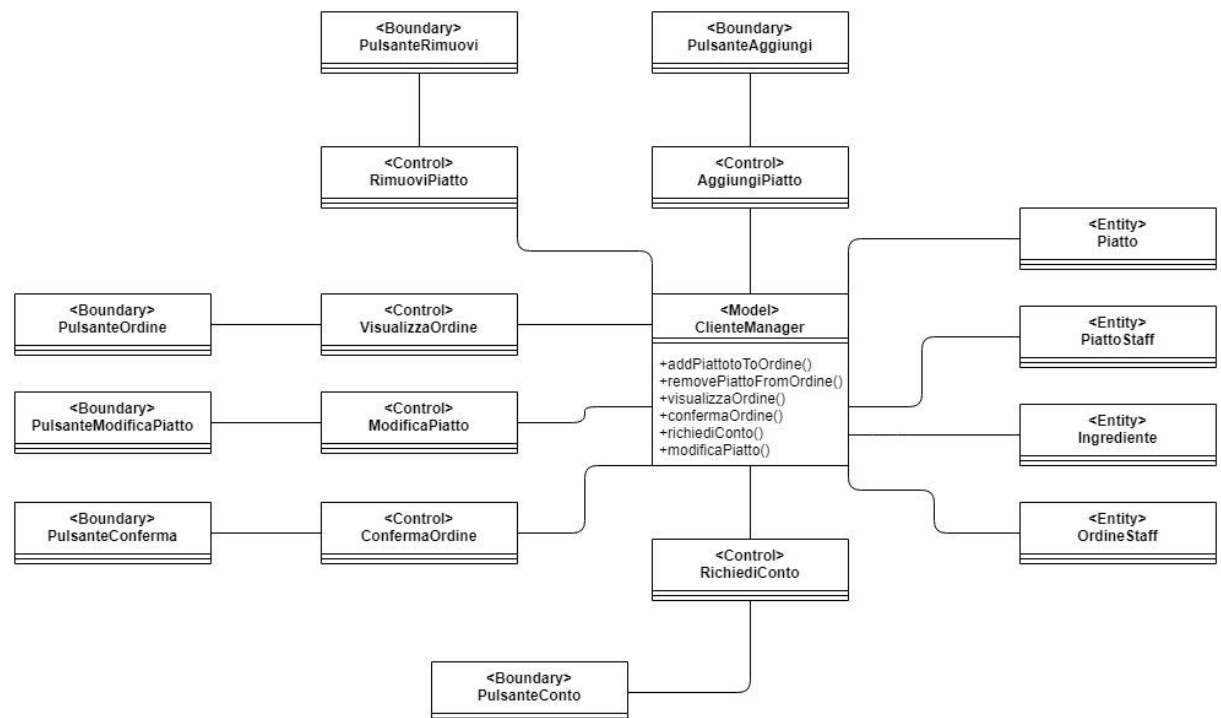 <Boundary>
PulsanteRimuovi
<Boundary>
PulsanteAggiungi
<Control>
RimuoviPiatto
<Control>
AggiungiPiatto
<Entity>
Piatto
<Boundary>
PulsanteOrdine
<Control>
VisualizzaOrdine
<Model>
ClienteManager
+addPiattotoToOrdine()
+removePiattoFromOrdine()
+visualizzaOrdine()
+confermaOrdine()
+richiediConto()
+modificaPiatto()
<Entity>
PiattoStaff
<Boundary>
PulsanteModificaPiatto
<Control>
ModificaPiatto
<Entity>
Ingrediente
<Boundary>
PulsanteConferma
<Control>
ConfermaOrdine
<Entity>
OrdineStaff
<Control>
RichiediConto
<Boundary>
PulsanteConto